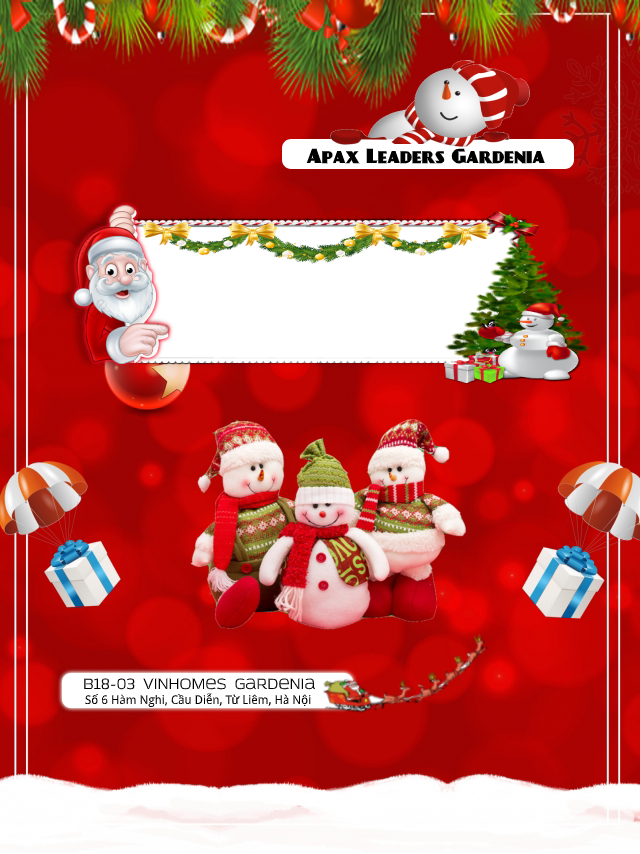 Apax Leaders Gardenia
B18-03 Vinhomes Gardenia
Số 6 Hàm Nghi, Cầu Diễn, Từ Liêm, Hà Nội